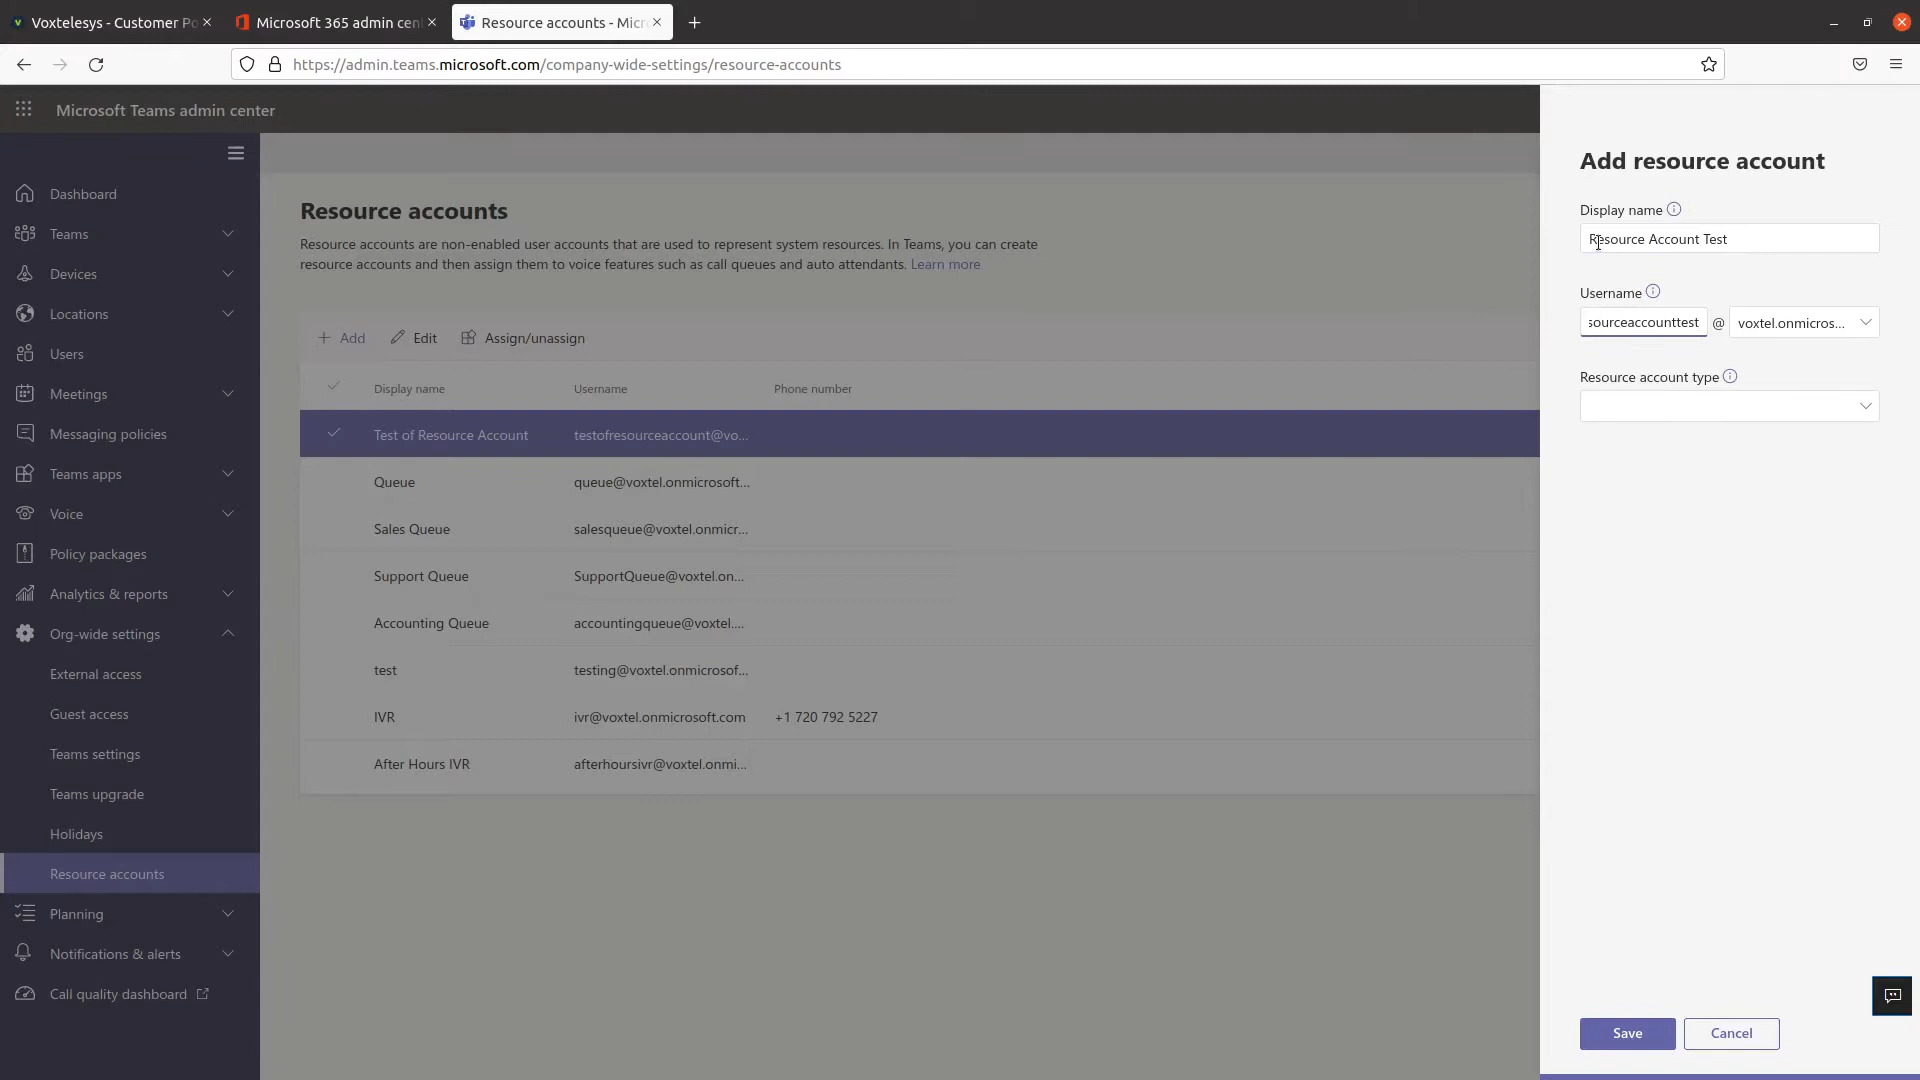 Voxtelesys - Customer Po
Microsoft 365 admin cen
Resource accounts - Micr
https://admin.teams.microsoft.com/company-wide-settings/resource-accounts
Microsoft Teams admin center
Dashboard
Teams
Devices
Locations
Users
Meetings
Messaging policies
Teams apps
Voice
Policy packages
Analytics & reports
Org-wide settings
External access
Guest access
Teams settings
Teams upgrade
Holidays
Resource accounts
Planning
Notifications & alerts
Call quality dashboard
Resource accounts
Resource accounts are non-enabled user accounts that are used to represent system resources. In Teams, you can create
resource accounts and then assign them to voice features such as call queues and auto attendants. Learn more
Add Edit Assign/unassign
Display name Username Phone number
Test of Resource Account testofresourceaccount@vo...
Queue queue@voxtel.onmicrosoft...
Sales Queue salesqueue@voxtel.onmicr...
Support Queue SupportQueue@voxtel.on...
Accounting Queue accountingqueue@voxtel....
test testing@voxtel.onmicrosof...
IVR ivr@voxtel.onmicrosoft.com +1 720 792 5227
After Hours IVR afterhoursivr@voxtel.onmi...
Add resource account
Display name
Resource Account Test
Username
sourceaccounttest @ voxtel.onmicros...
Resource account type
Save Cancel